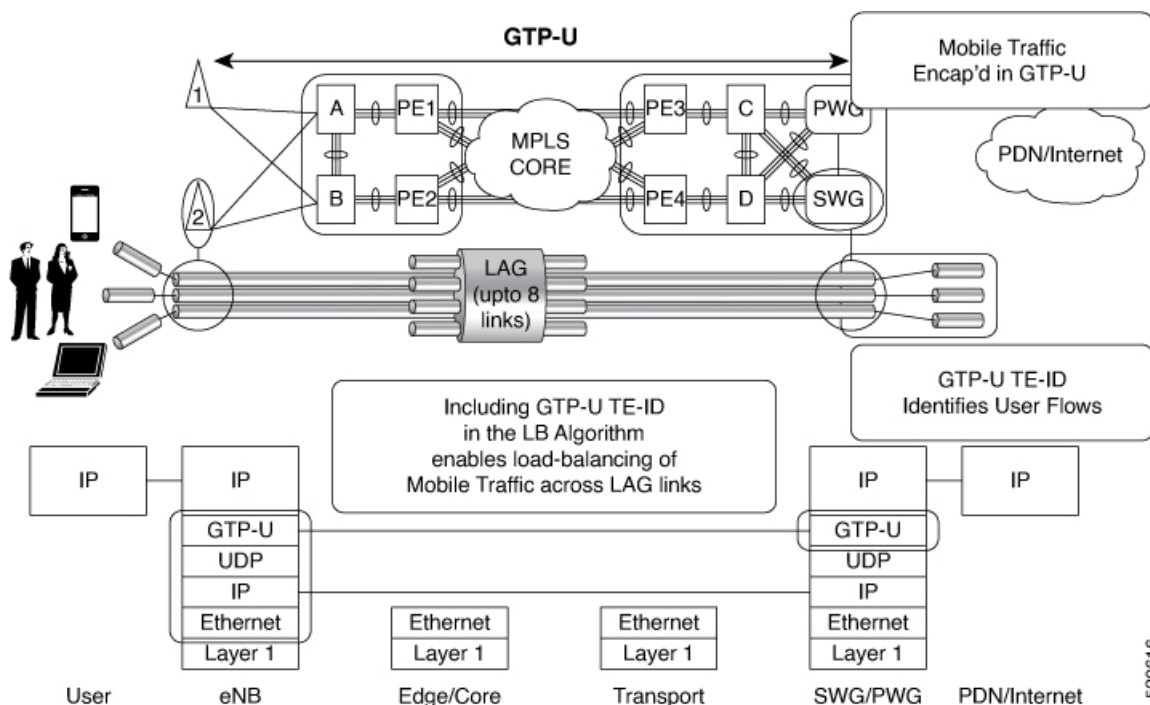 GTP-U
Mobile Traffic
Encap'd in GTP-U
1
A
PE1
MPLS
CORE
PE3
C
PWG
PDN/Internet
2
B
PE2
PE4
D
SWG
LAG
(upto 8
links)
GTP-U TE-ID
Identifies User Flows
Including GTP-U TE-ID
in the LB Algorithm
enables load-balancing of
Mobile Traffic across LAG links
IP
IP
IP
IP
GTP-U
GTP-U
UDP
UDP
IP
IP
Ethernet
Ethernet
Ethernet
Ethernet
Layer 1
Layer 1
Layer 1
Layer 1
User
eNB
Edge/Core
Transport
SWG/PWG
PDN/Internet